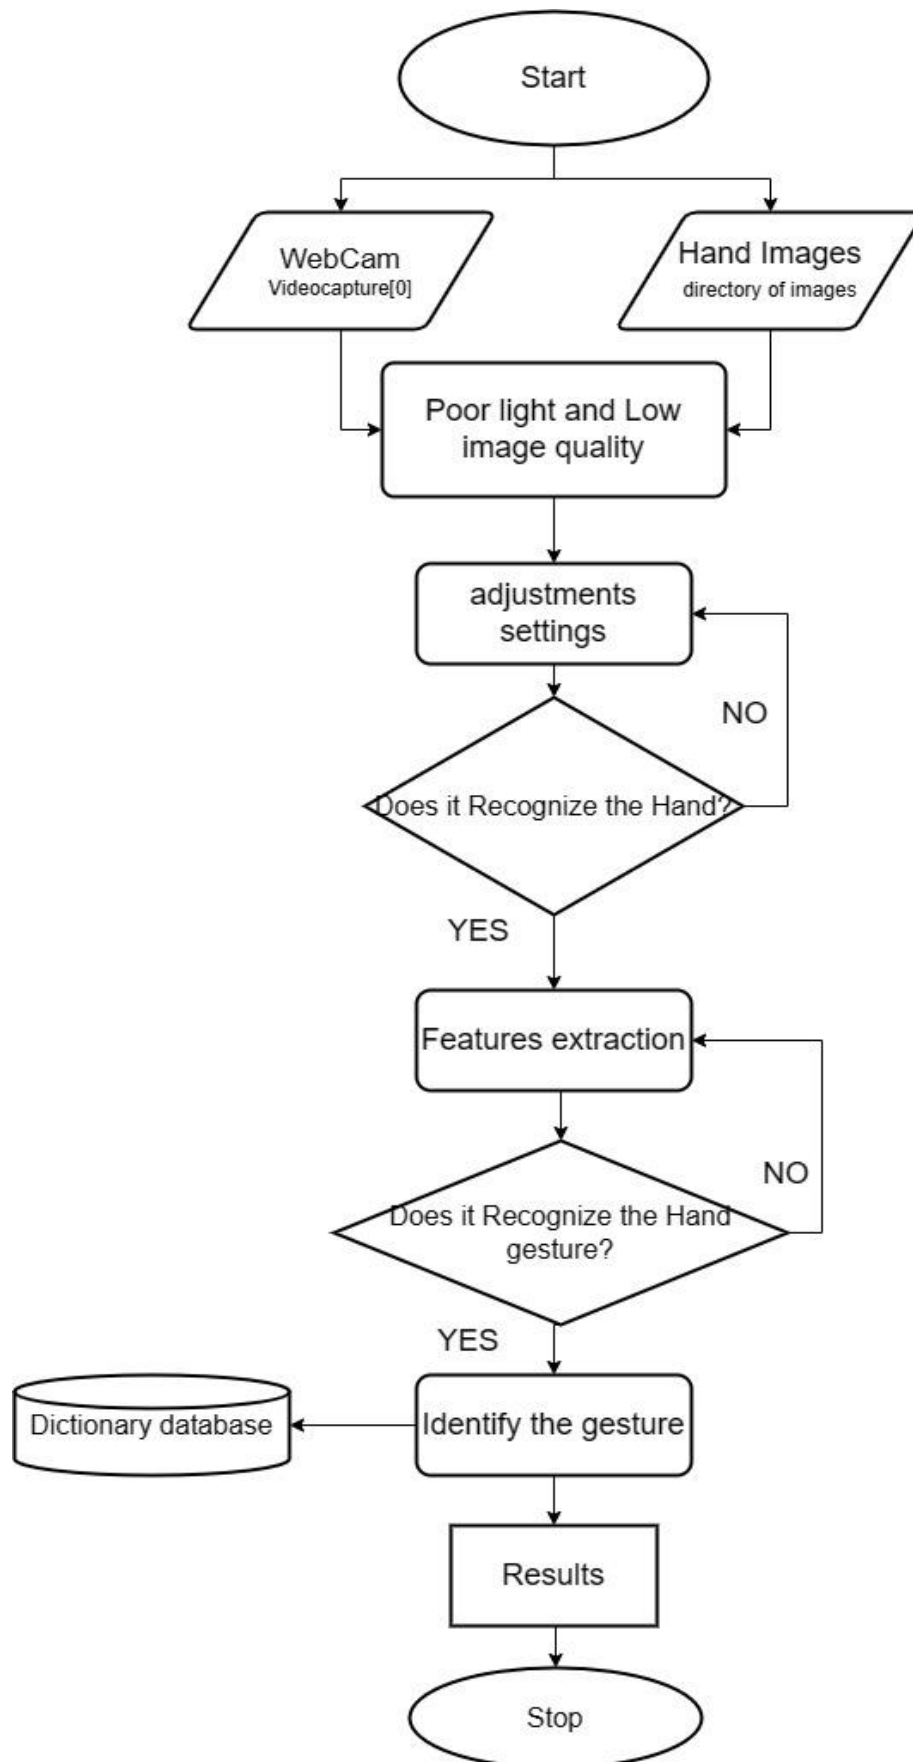 Start
WebCam
Videocapture[0]
Hand Images
directory of images
Poor light and Low
image quality
adjustments
settings
NO
Does it Recognize the Hand?
YES
Features extraction
NO
Does it Recognize the Hand
gesture?
YES
Dictionary database
Identify the gesture
Results
Stop